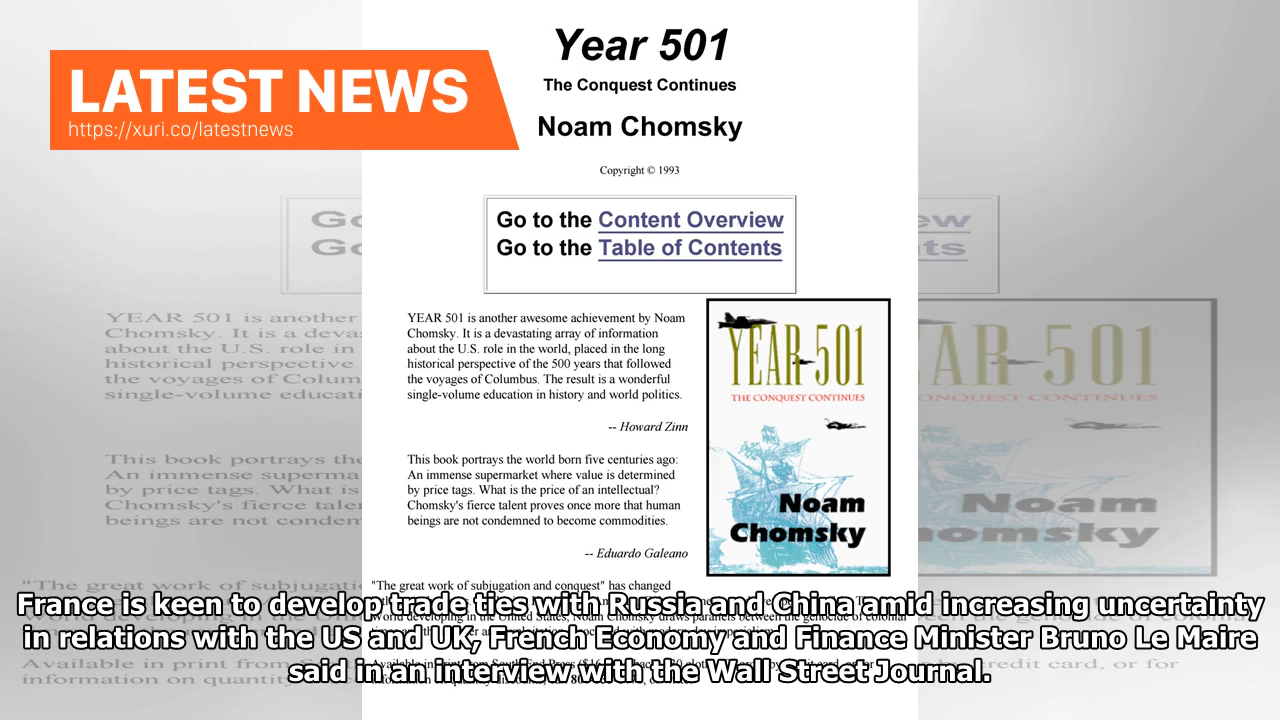 LATEST NEWS
https://xuri.co/latestnews
Year 501
The Conquest Continues
Noam Chomsky
Copyright © 1993
Go to the Content Overview
Go to the Table of Contents
YEAR 501 is another awesome achievement by Noam
Chomsky. It is a devastating array of information
about the U.S. role in the world, placed in the long
historical perspective of the 500 years that followed
the voyages of Columbus. The result is a wonderful
single-volume education in history and world politics.
-- Howard Zinn
This book portrays the world born five centuries ago:
An immense supermarket where value is determined
by price tags. What is the price of an intellectual?
Chomsky's fierce talent proves once more that human
beings are not condemned to become commodities.
-- Eduardo Galeano
YEAR 501
THE CONQUEST CONTINUES
Noam
Chomsky
"The great work of subjugation and conquest" has changed
France is keen to develop trade ties with Russia and China amid increasing uncertainty
in relations with the US and UK, French Economy and Finance Minister Bruno Le Maire
said in an interview with the Wall Street Journal.